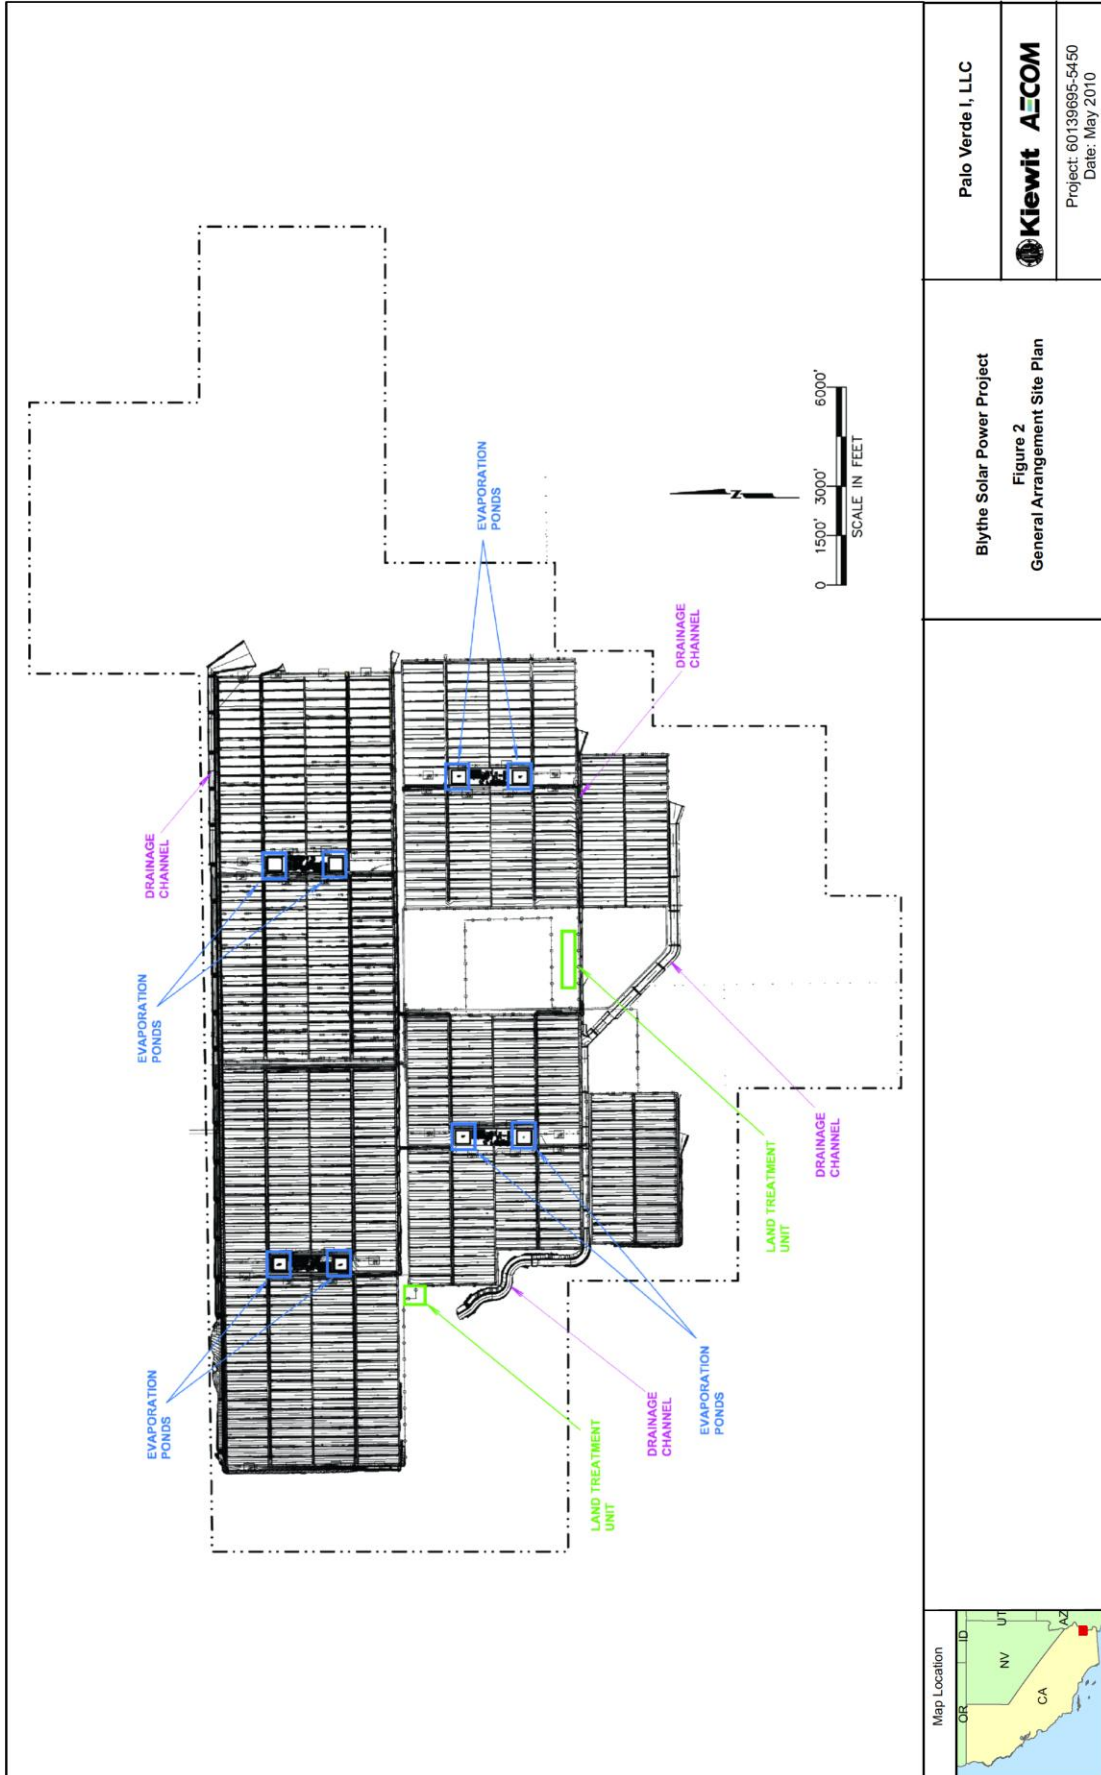 EVAPORATION
PONDS
EVAPORATION
PONDS
DRAINAGE
CHANNEL
EVAPORATION
PONDS
LAND TREATMENT
UNIT
DRAINAGE
CHANNEL
EVAPORATION
PONDS
LAND TREATMENT
UNIT
DRAINAGE
CHANNEL
DRAINAGE
CHANNEL
N
0 1500' 3000' 6000'
SCALE IN FEET
Map Location
OR
ID
NV
UT
CA
AZ
Blythe Solar Power Project
Figure 2
General Arrangement Site Plan
Palo Verde I, LLC
Kiewit AECOM
Project: 60139695-5450
Date: May 2010